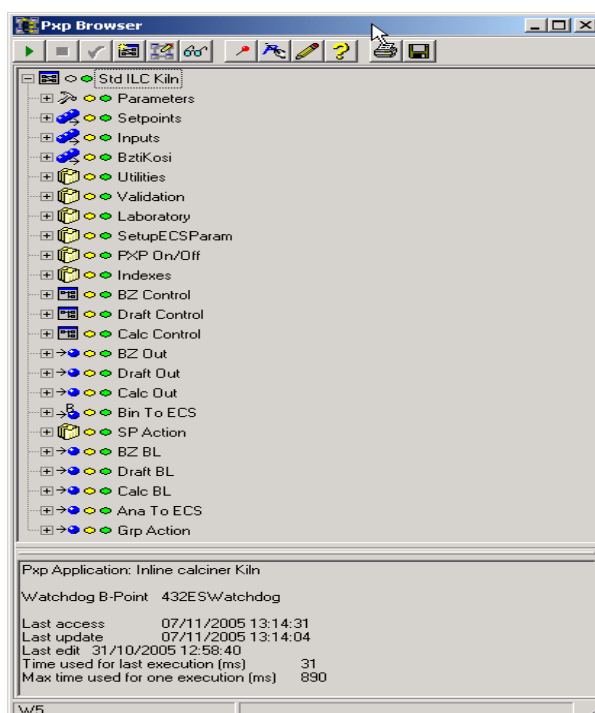 Pxp Browser
Std ILC Kiln
Parameters
Setpoints
Inputs
BztiKosi
Utilities
Validation
Laboratory
SetupECSParam
PXP On/Off
Indexes
BZ Control
Draft Control
Calc Control
BZ Out
Draft Out
Calc Out
Bin To ECS
SP Action
BZ BL
Draft BL
Calc BL
Ana To ECS
Grp Action
Pxp Application: Inline calciner Kiln
Watchdog B-Point 432ESWatchdog
Last access 07/11/2005 13:14:31
Last update 07/11/2005 13:14:04
Last edit 31/10/2005 12:58:40
Time used for last execution (ms) 31
Max time used for one execution (ms) 890
W5